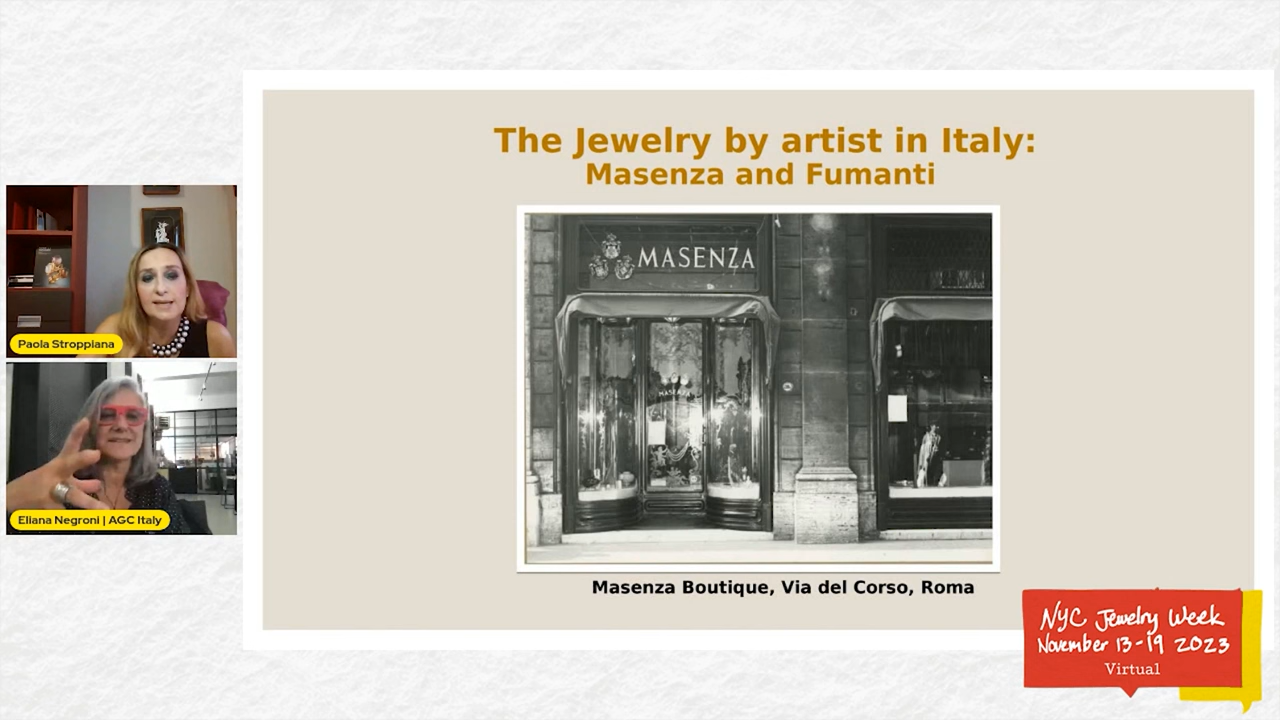 The Jewelry by artist in Italy:
Masenza and Fumanti
MASENZA
MASENZA
Masenza Boutique, Via del Corso, Roma
Paola Stroppiana
Eliana Negroni | AGC Italy
NYC Jewelry Week
November 13-19 2023
Virtual